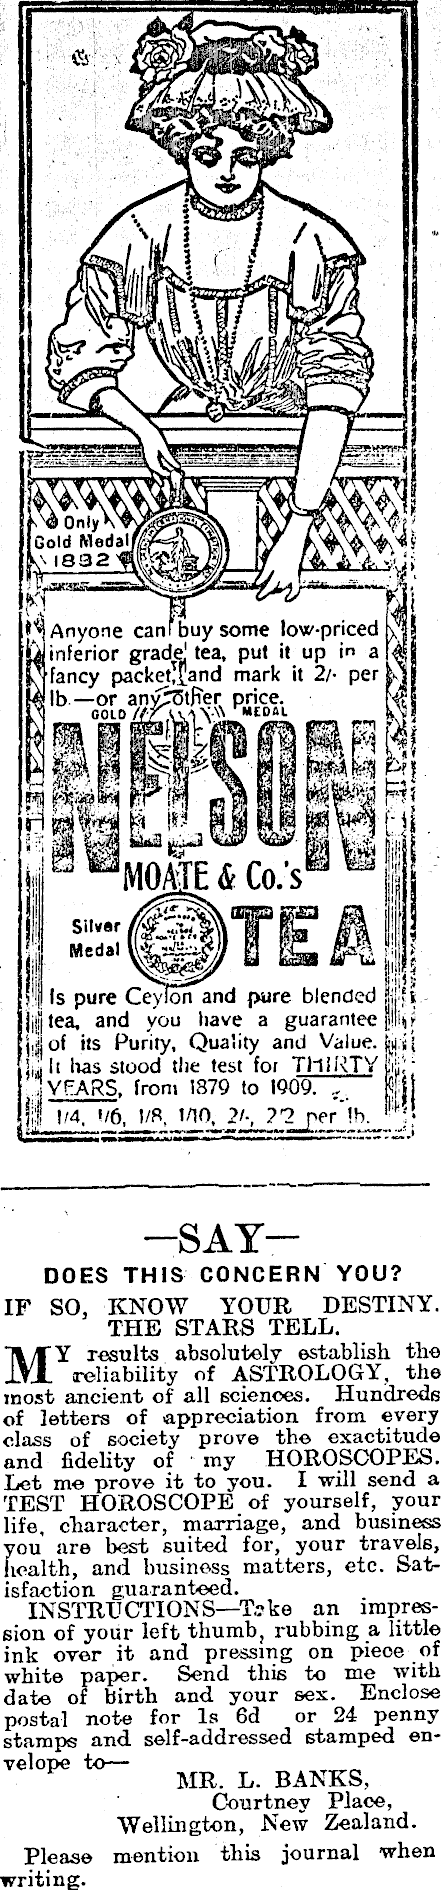 Only
Gold Medal
1882
Anyone can buy some low-priced
inferior grade tea, put it up in a
fancy packet, and mark it 2/- per
lb.—or any other price.
GOLD MEDAL
NELSON
MOATE & Co.'s
Silver
Medal
TEA
Is pure Ceylon and pure blended
tea, and you have a guarantee
of its Purity, Quality and Value.
It has stood the test for THIRTY
YEARS, from 1879 to 1909.
1/4, 1/6, 1/8, 1/10, 2/-, 2/2 per lb.
—SAY—
DOES THIS CONCERN YOU?
IF SO, KNOW YOUR DESTINY.
THE STARS TELL.
MY results absolutely establish the
reliability of ASTROLOGY, the
most ancient of all sciences. Hundreds
of letters of appreciation from every
class of society prove the exactitude
and fidelity of my HOROSCOPES.
Let me prove it to you. I will send a
TEST HOROSCOPE of yourself, your
life, character, marriage, and business
you are best suited for, your travels,
health, and business matters, etc. Sat-
isfaction guaranteed.
INSTRUCTIONS—Take an impres-
sion of your left thumb, rubbing a little
ink over it and pressing on piece of
white paper. Send this to me with
date of birth and your sex. Enclose
postal note for 1s 6d or 24 penny
stamps and self-addressed stamped en-
velope to—
MR. L. BANKS,
Courtney Place,
Wellington, New Zealand.
Please mention this journal when
writing.